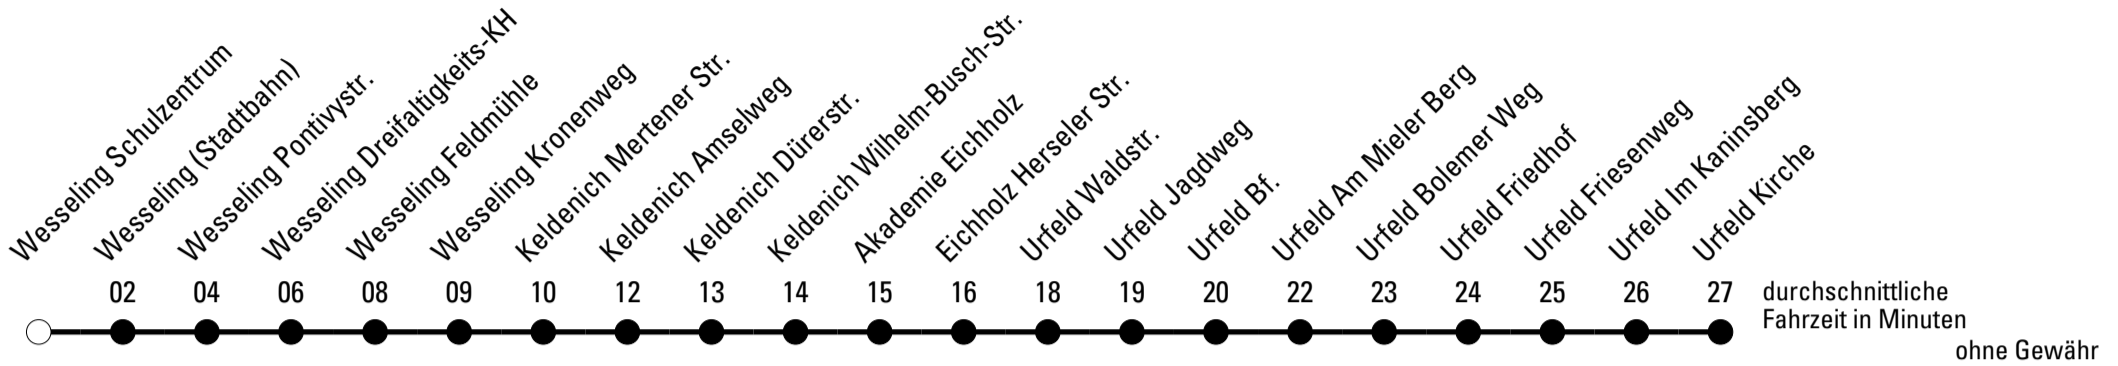 Wesseling Schulzentrum
Wesseling (Stadtbahn)
Wesseling Pontivystr.
Wesseling Dreifaltigkeits-KH
Wesseling Feldmühle
Wesseling Kronenweg
Keldenich Mertener Str.
Keldenich Amselweg
Keldenich Dürerstr.
Keldenich Wilhelm-Busch-Str.
Akademie Eichholz
Eichholz Herseler Str.
Urfeld Waldstr.
Urfeld Jagdweg
Urfeld Bf.
Urfeld Am Mieler Berg
Urfeld Bolemer Weg
Urfeld Friedhof
Urfeld Friesenweg
Urfeld Im Kaninsberg
Urfeld Kirche
02 04 06 08 09 10 12 13 14 15 16 18 19 20 22 23 24 25 26 27
durchschnittliche
Fahrzeit in Minuten
ohne Gewähr